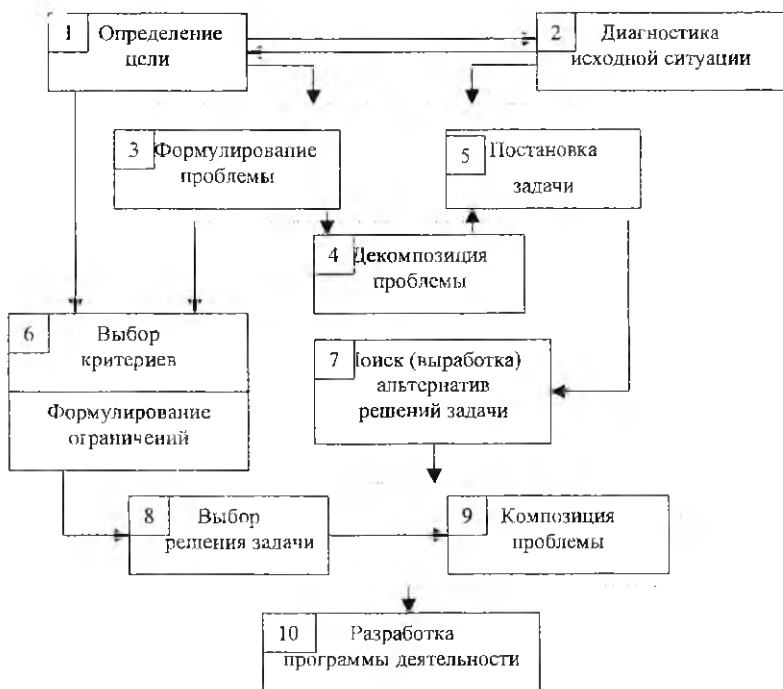 1 Определение
цели
2 Диагностика
исходной ситуации
3 Формулирование
проблемы
5 Постановка
задачи
4 Декомпозиция
проблемы
6 Выбор
критериев
Формулирование
ограничений
7 Поиск (выработка)
альтернатив
решений задачи
8 Выбор
решения задачи
9 Композиция
проблемы
10 Разработка
программы деятельности